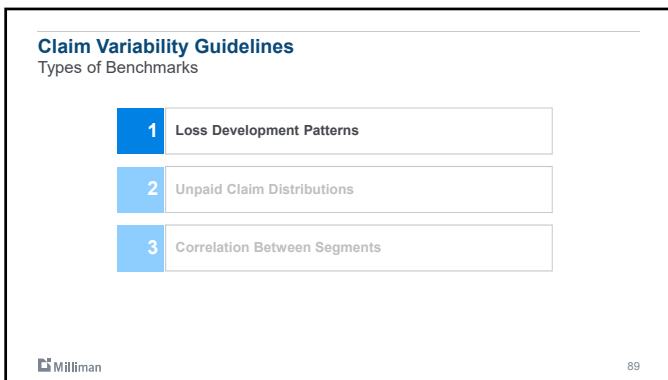 Claim Variability Guidelines
Types of Benchmarks
1 Loss Development Patterns
2 Unpaid Claim Distributions
3 Correlation Between Segments
Milliman 89